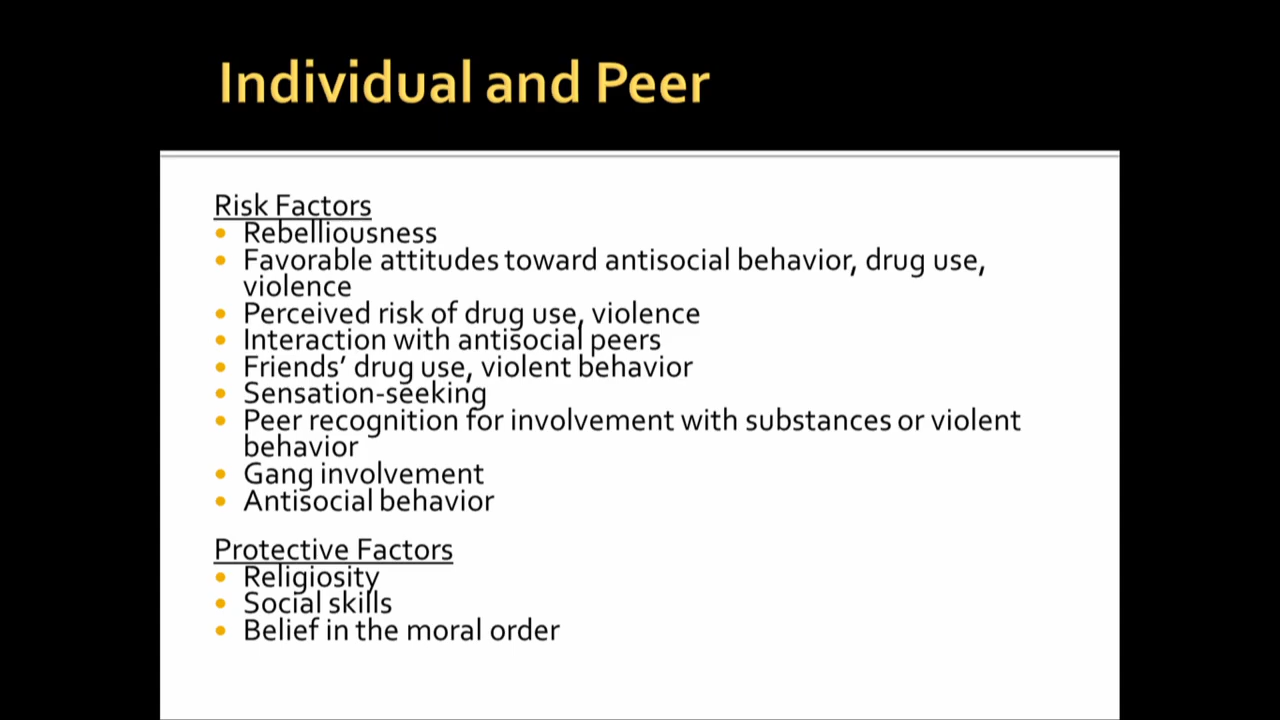 Individual and Peer
Risk Factors
• Rebelliousness
• Favorable attitudes toward antisocial behavior, drug use,
violence
• Perceived risk of drug use, violence
• Interaction with antisocial peers
• Friends’ drug use, violent behavior
• Sensation-seeking
• Peer recognition for involvement with substances or violent
behavior
• Gang involvement
• Antisocial behavior
Protective Factors
• Religiosity
• Social skills
• Belief in the moral order